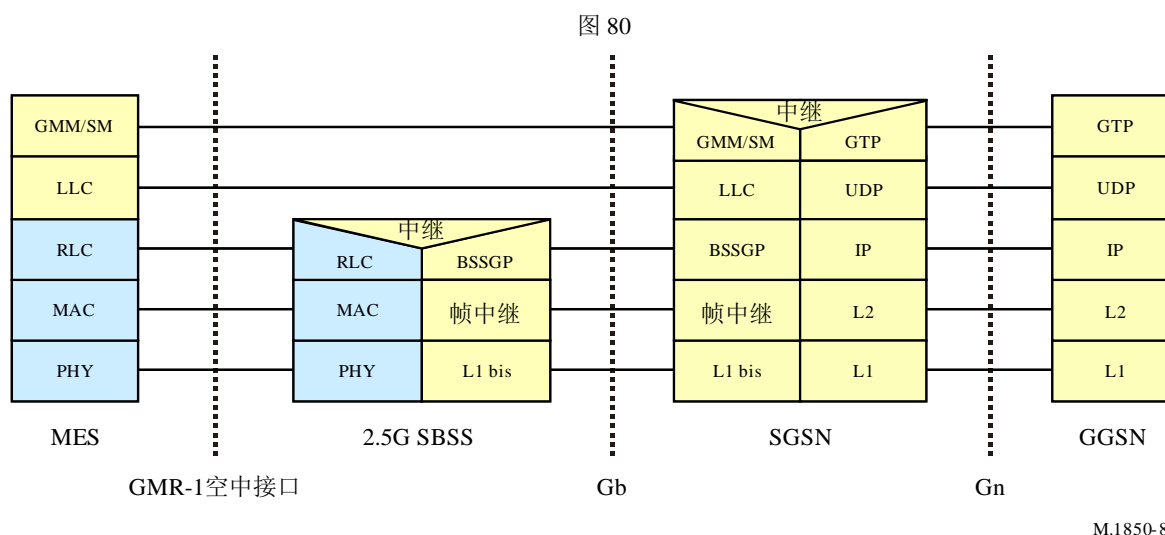 图 80
中继
GMM/SM GMM/SM GTP GTP
LLC LLC UDP UDP
中继
RLC RLC BSSGP BSSGP IP IP
MAC MAC 帧中继 帧中继 L2 L2
PHY PHY L1 bis L1 bis L1 L1
MES 2.5G SBSS SGSN GGSN
GMR-1空中接口 Gb Gn
M.1850-8